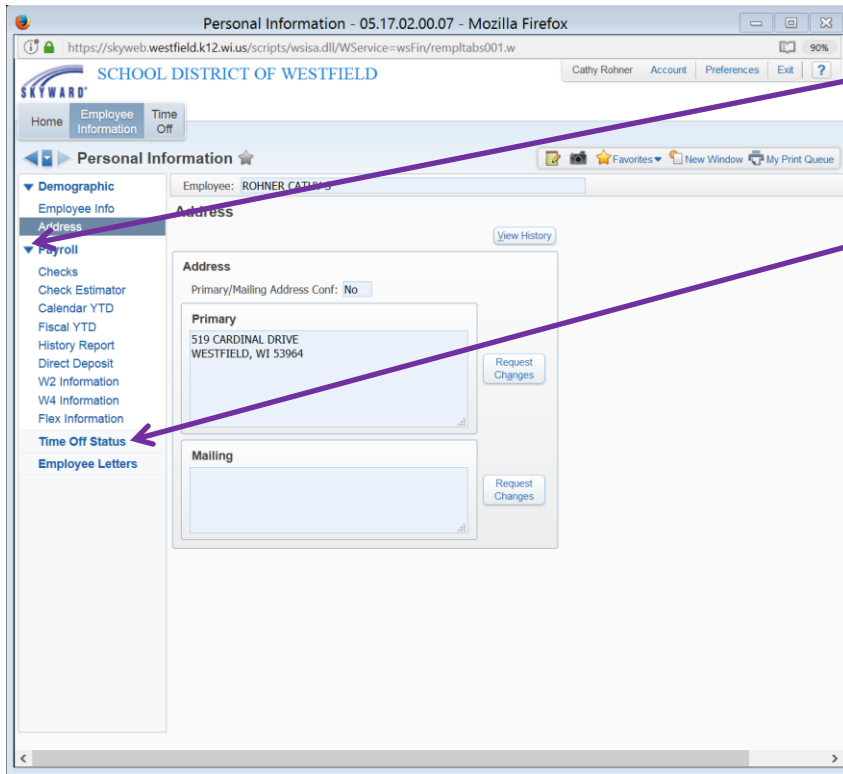 Personal Information - 05.17.02.00.07 - Mozilla Firefox
https://skyweb.westfield.k12.wi.us/scripts/wsisa.dll/WService=wsFin/rempltabs001.w 90%
SKYWARD SCHOOL DISTRICT OF WESTFIELD Cathy Rohner Account Preferences Exit ?
Home Employee Information Time Off
Personal Information Favorites New Window My Print Queue
Demographic
Employee Info
Address
Payroll
Checks
Check Estimator
Calendar YTD
Fiscal YTD
History Report
Direct Deposit
W2 Information
W4 Information
Flex Information
Time Off Status
Employee Letters
Employee: ROHNER CATHY
Address
View History
Address
Primary/Mailing Address Conf: No
Primary
519 CARDINAL DRIVE
WESTFIELD, WI 53964
Request
Changes
Mailing
Request
Changes